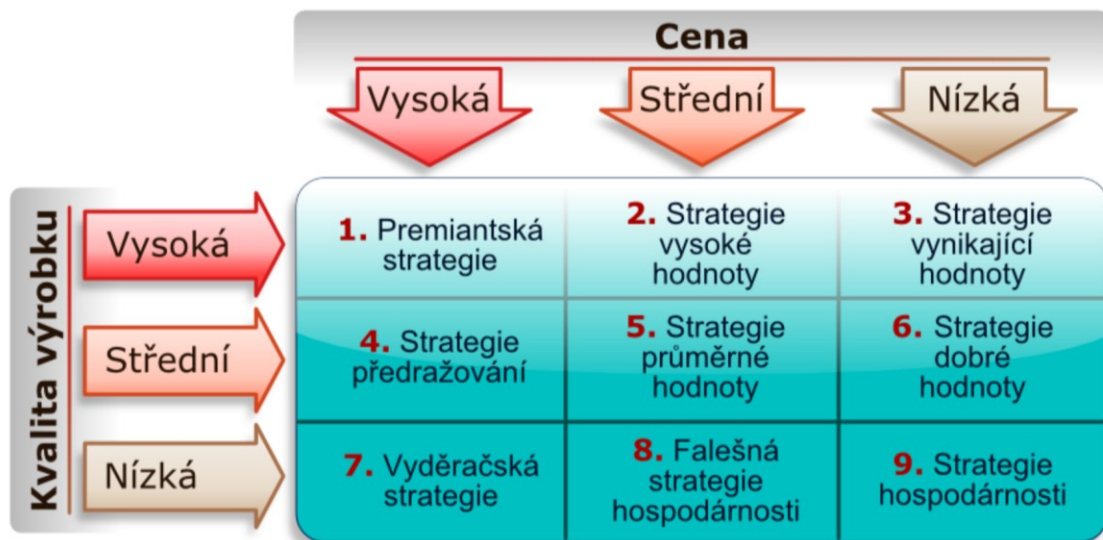 Cena
Vysoká
Střední
Nízká
Kvalita výrobku
Vysoká
1. Premiantská
strategie
2. Strategie
vysoké
hodnoty
3. Strategie
vynikající
hodnoty
Střední
4. Strategie
předražování
5. Strategie
průměrné
hodnoty
6. Strategie
dobré
hodnoty
Nízká
7. Vyděračská
strategie
8. Falešná
strategie
hospodárnosti
9. Strategie
hospodárnosti